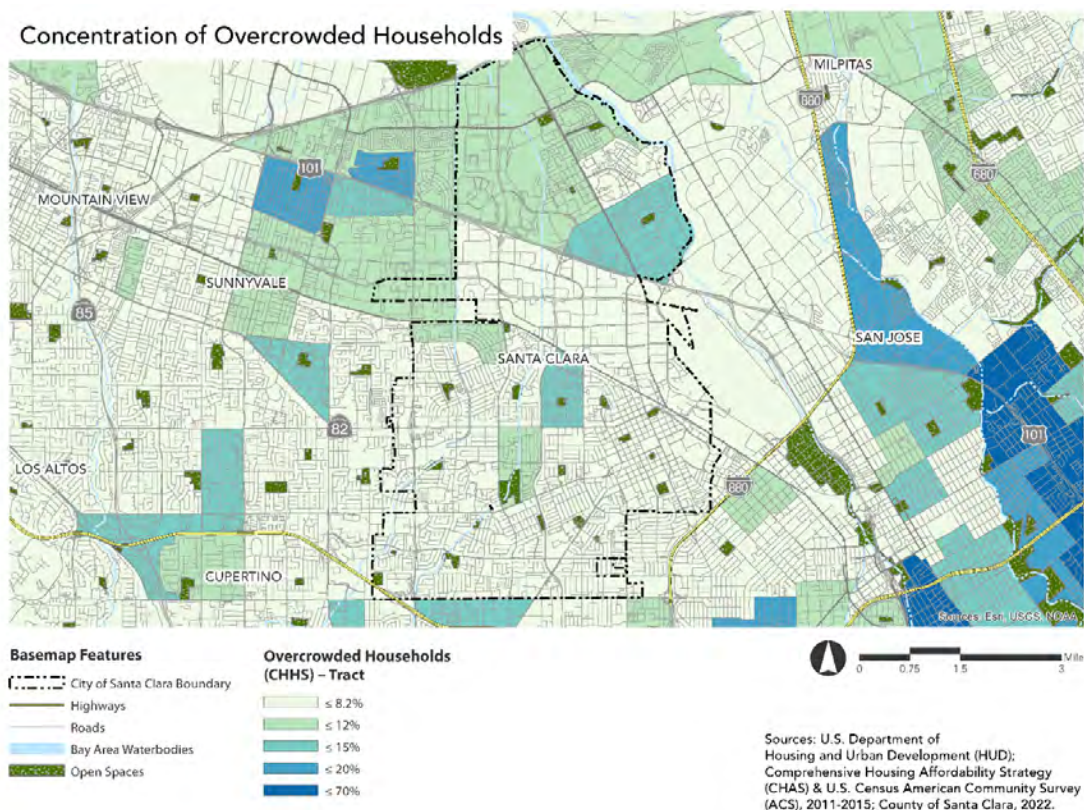 Concentration of Overcrowded Households
MILPITAS
880
680
101
MOUNTAIN VIEW
SUNNYVALE
85
SAN JOSE
SANTA CLARA
82
101
LOS ALTOS
880
CUPERTINO
Sources: Esri, USGS, NOAA
Basemap Features
City of Santa Clara Boundary
Highways
Roads
Bay Area Waterbodies
Open Spaces
Overcrowded Households
(CHHS) – Tract
≤ 8.2%
≤ 12%
≤ 15%
≤ 20%
≤ 70%
Mile
0 0.75 1.5 3
Sources: U.S. Department of
Housing and Urban Development (HUD);
Comprehensive Housing Affordability Strategy
(CHAS) & U.S. Census American Community Survey
(ACS), 2011-2015; County of Santa Clara, 2022.